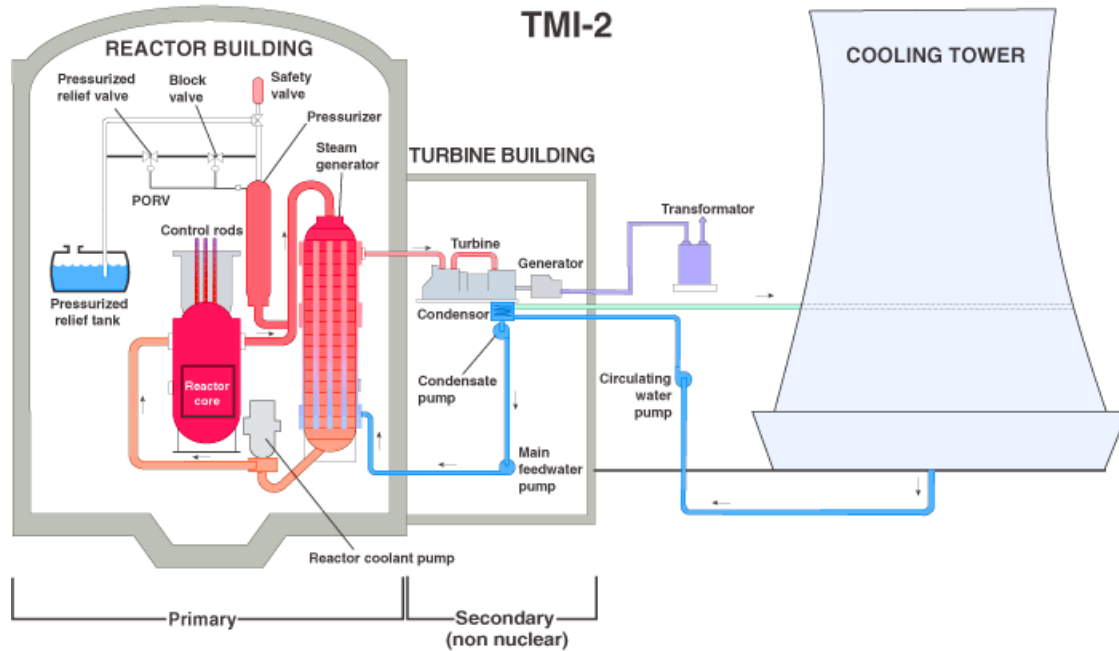 TMI-2
REACTOR BUILDING
COOLING TOWER
Pressurized
relief valve
Block
valve
Safety
valve
Pressurizer
Steam
generator
TURBINE BUILDING
PORV
Control rods
Turbine
Generator
Transformator
Pressurized
relief tank
Condensor
Reactor
core
Condensate
pump
Circulating
water
pump
Main
feedwater
pump
Reactor coolant pump
Primary
Secondary
(non nuclear)